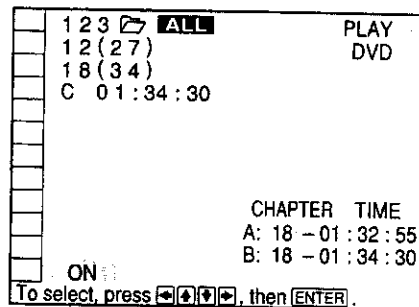 1 2 3 ALL PLAY
1 2 ( 2 7 ) DVD
1 8 ( 3 4 )
C 0 1 : 3 4 : 3 0
CHAPTER TIME
A: 18 – 01 : 32 : 55
B: 18 – 01 : 34 : 30
ON
To select, press ←↑↓→, then ENTER.